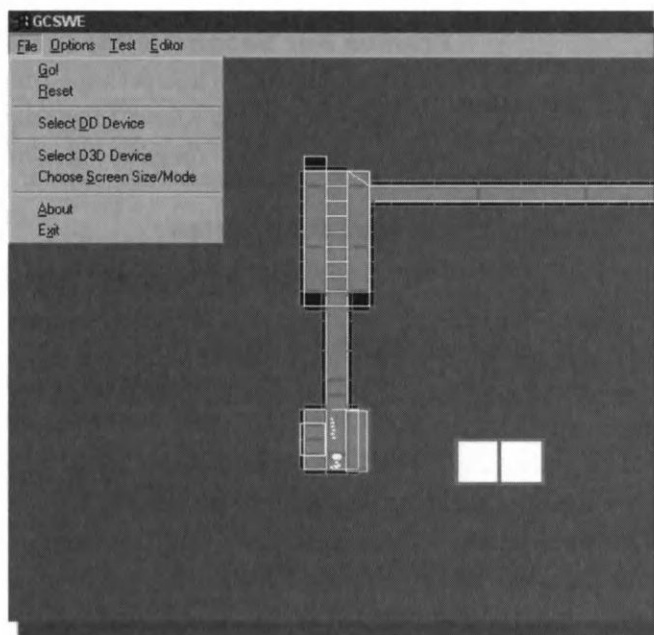 GCSWE
File Options Test Editor
Go!
Reset
Select DD Device
Select D3D Device
Choose Screen Size/Mode
About
Exit